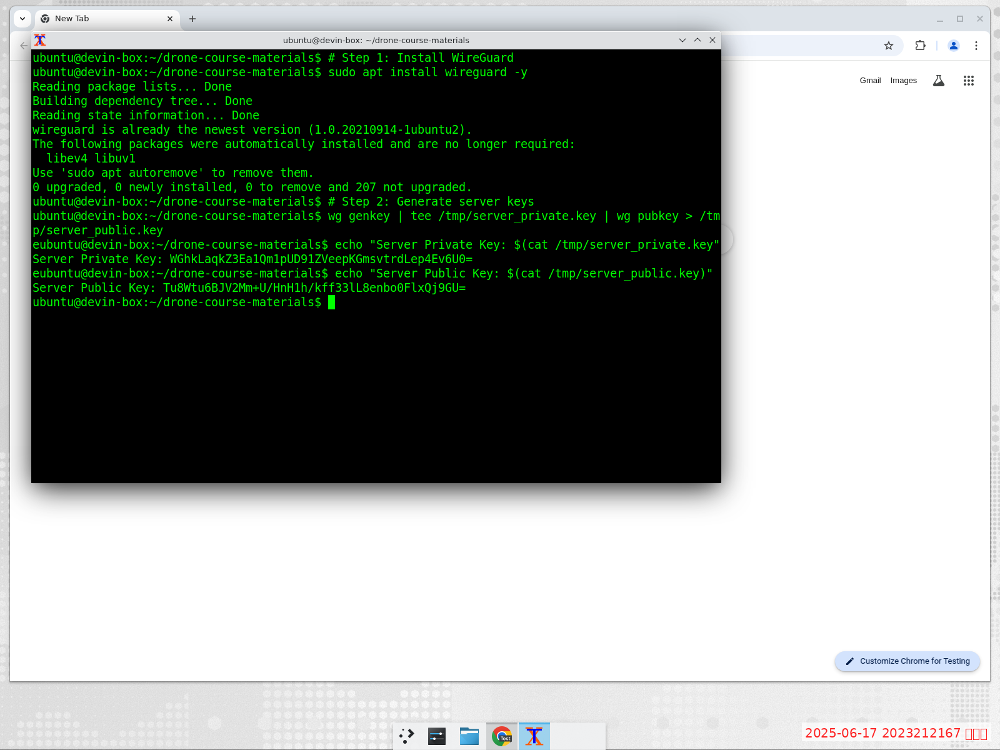 New Tab
ubuntu@devin-box: ~/drone-course-materials
Gmail Images
ubuntu@devin-box:~/drone-course-materials$ # Step 1: Install WireGuard
ubuntu@devin-box:~/drone-course-materials$ sudo apt install wireguard -y
Reading package lists... Done
Building dependency tree... Done
Reading state information... Done
wireguard is already the newest version (1.0.20210914-1ubuntu2).
The following packages were automatically installed and are no longer required:
  libev4 libuv1
Use 'sudo apt autoremove' to remove them.
0 upgraded, 0 newly installed, 0 to remove and 207 not upgraded.
ubuntu@devin-box:~/drone-course-materials$ # Step 2: Generate server keys
ubuntu@devin-box:~/drone-course-materials$ wg genkey | tee /tmp/server_private.key | wg pubkey > /tm
p/server_public.key
eubuntu@devin-box:~/drone-course-materials$ echo "Server Private Key: $(cat /tmp/server_private.key"
Server Private Key: WGhkLaqkZ3Ea1Qm1pUD91ZVeepKGmsvtrdLep4Ev6U0=
eubuntu@devin-box:~/drone-course-materials$ echo "Server Public Key: $(cat /tmp/server_public.key)"
Server Public Key: Tu8Wtu6BJV2Mm+U/HnH1h/kff33lL8enbo0FlxQj9GU=
ubuntu@devin-box:~/drone-course-materials$
Customize Chrome for Testing
Test
2025-06-17 2023212167